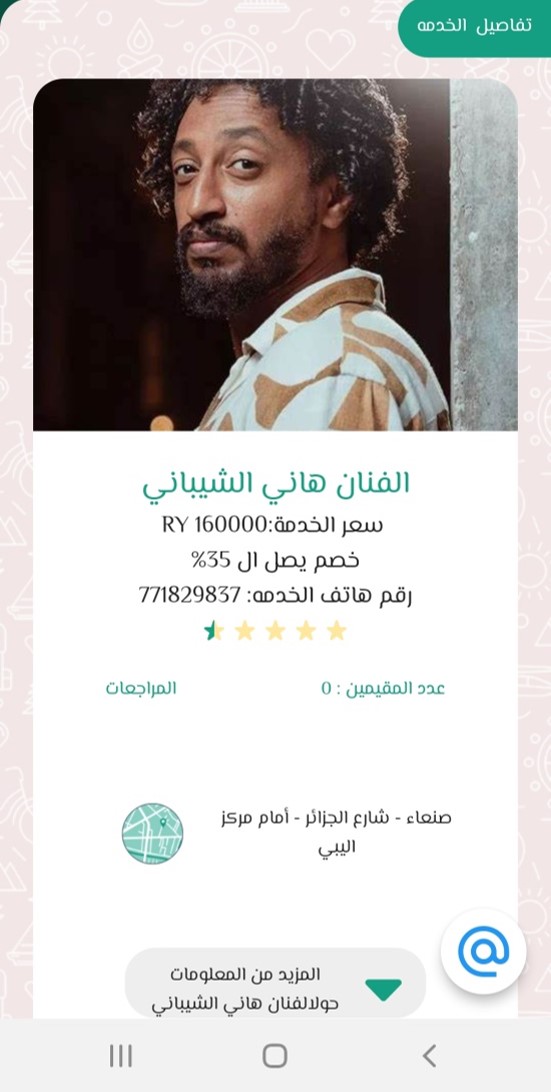 تفاصيل الخدمه
الفنان هاني الشيباني
سعر الخدمة:160000 RY
خصم يصل ال 35%
رقم هاتف الخدمه: 771829837
عدد المقيمين : 0
المراجعات
صنعاء - شارع الجزائر - أمام مركز
اليبي
المزيد من المعلومات
حولالفنان هاني الشيباني